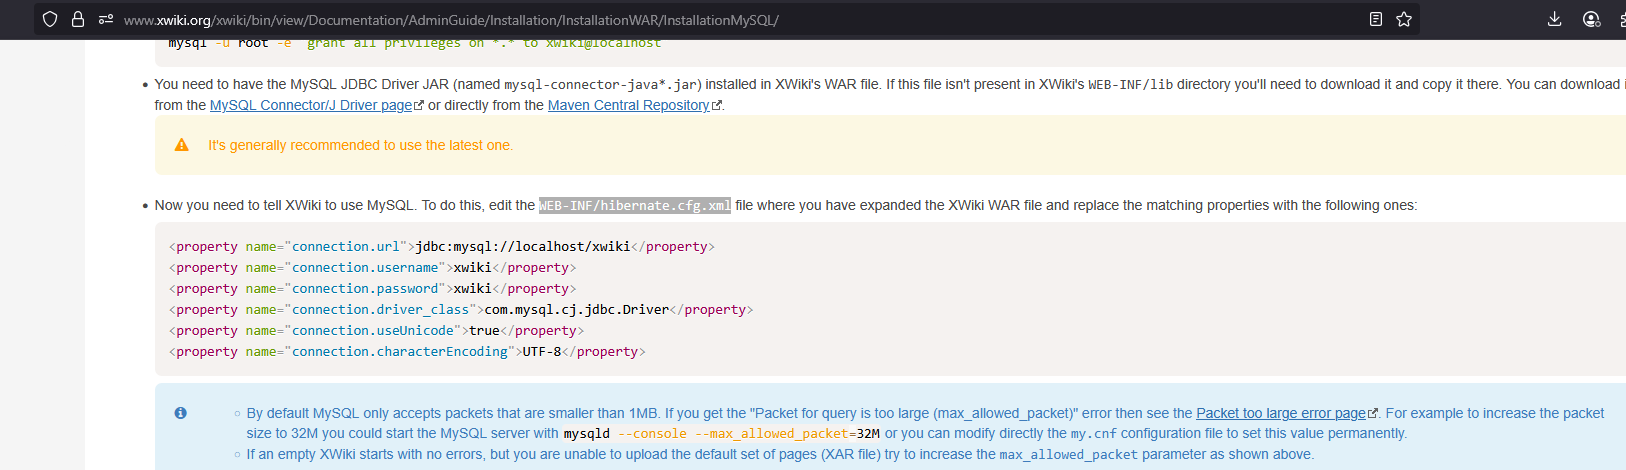 www.xwiki.org/xwiki/bin/view/Documentation/AdminGuide/Installation/InstallationWAR/InstallationMySQL/
mysql -u root -e "grant all privileges on *.* to xwiki@localhost"
• You need to have the MySQL JDBC Driver JAR (named mysql-connector-java*.jar) installed in XWiki's WAR file. If this file isn't present in XWiki's WEB-INF/lib directory you'll need to download it and copy it there. You can download
from the MySQL Connector/J Driver page or directly from the Maven Central Repository.
It's generally recommended to use the latest one.
• Now you need to tell XWiki to use MySQL. To do this, edit the WEB-INF/hibernate.cfg.xml file where you have expanded the XWiki WAR file and replace the matching properties with the following ones:
<property name="connection.url">jdbc:mysql://localhost/xwiki</property>
<property name="connection.username">xwiki</property>
<property name="connection.password">xwiki</property>
<property name="connection.driver_class">com.mysql.cj.jdbc.Driver</property>
<property name="connection.useUnicode">true</property>
<property name="connection.characterEncoding">UTF-8</property>
◦ By default MySQL only accepts packets that are smaller than 1MB. If you get the "Packet for query is too large (max_allowed_packet)" error then see the Packet too large error page. For example to increase the packet
size to 32M you could start the MySQL server with mysqld --console --max_allowed_packet=32M or you can modify directly the my.cnf configuration file to set this value permanently.
◦ If an empty XWiki starts with no errors, but you are unable to upload the default set of pages (XAR file) try to increase the max_allowed_packet parameter as shown above.